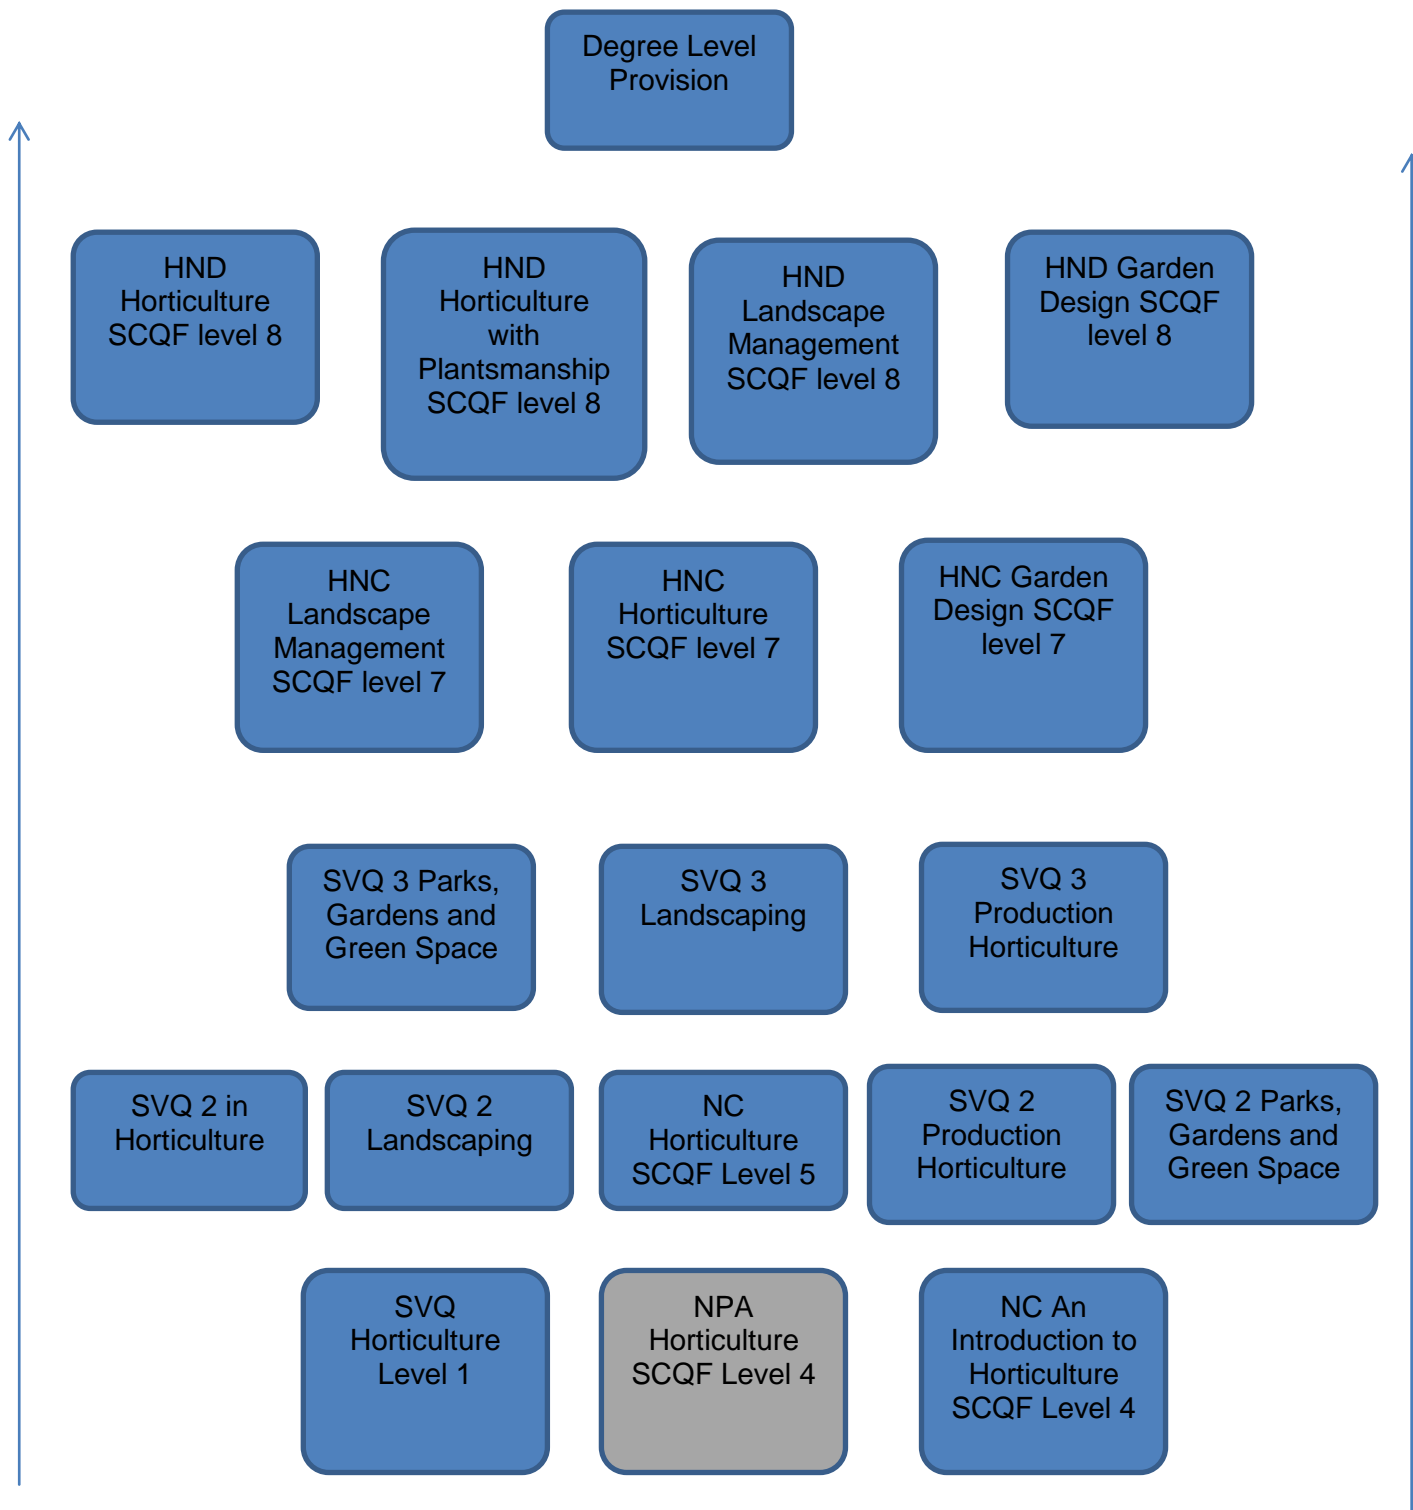 Degree Level
Provision
HND
Horticulture
SCQF level 8
HND
Horticulture
with
Plantsmanship
SCQF level 8
HND
Landscape
Management
SCQF level 8
HND Garden
Design SCQF
level 8
HNC
Landscape
Management
SCQF level 7
HNC
Horticulture
SCQF level 7
HNC Garden
Design SCQF
level 7
SVQ 3 Parks,
Gardens and
Green Space
SVQ 3
Landscaping
SVQ 3
Production
Horticulture
SVQ 2 in
Horticulture
SVQ 2
Landscaping
NC
Horticulture
SCQF Level 5
SVQ 2
Production
Horticulture
SVQ 2 Parks,
Gardens and
Green Space
SVQ
Horticulture
Level 1
NPA
Horticulture
SCQF Level 4
NC An
Introduction to
Horticulture
SCQF Level 4